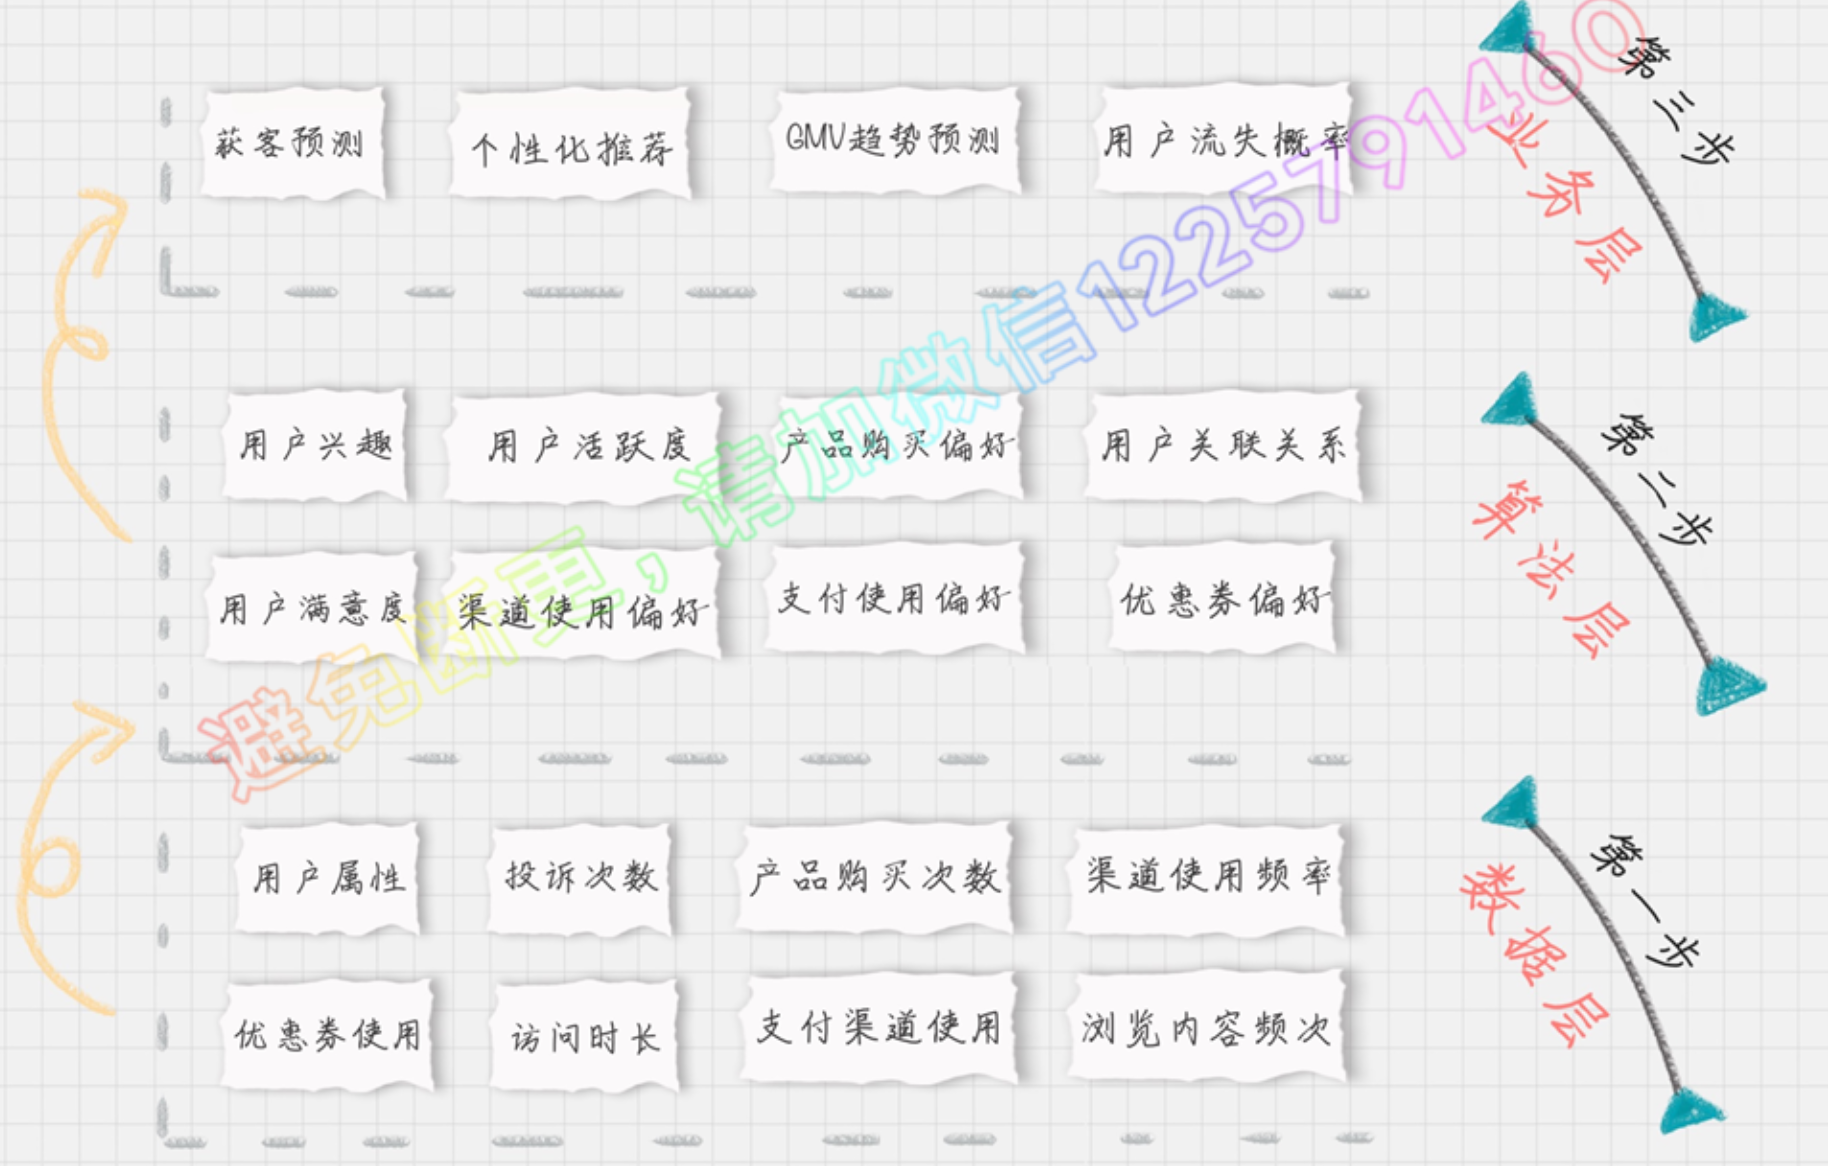 获客预测
个性化推荐
GMV趋势预测
用户流失概率
第三步
业务层
用户兴趣
用户活跃度
产品购买偏好
用户关联关系
第二步
算法层
用户满意度
渠道使用偏好
支付使用偏好
优惠券偏好
避免断更，请加微信1225791460
用户属性
投诉次数
产品购买次数
渠道使用频率
第一步
数据层
优惠券使用
访问时长
支付渠道使用
浏览内容频次